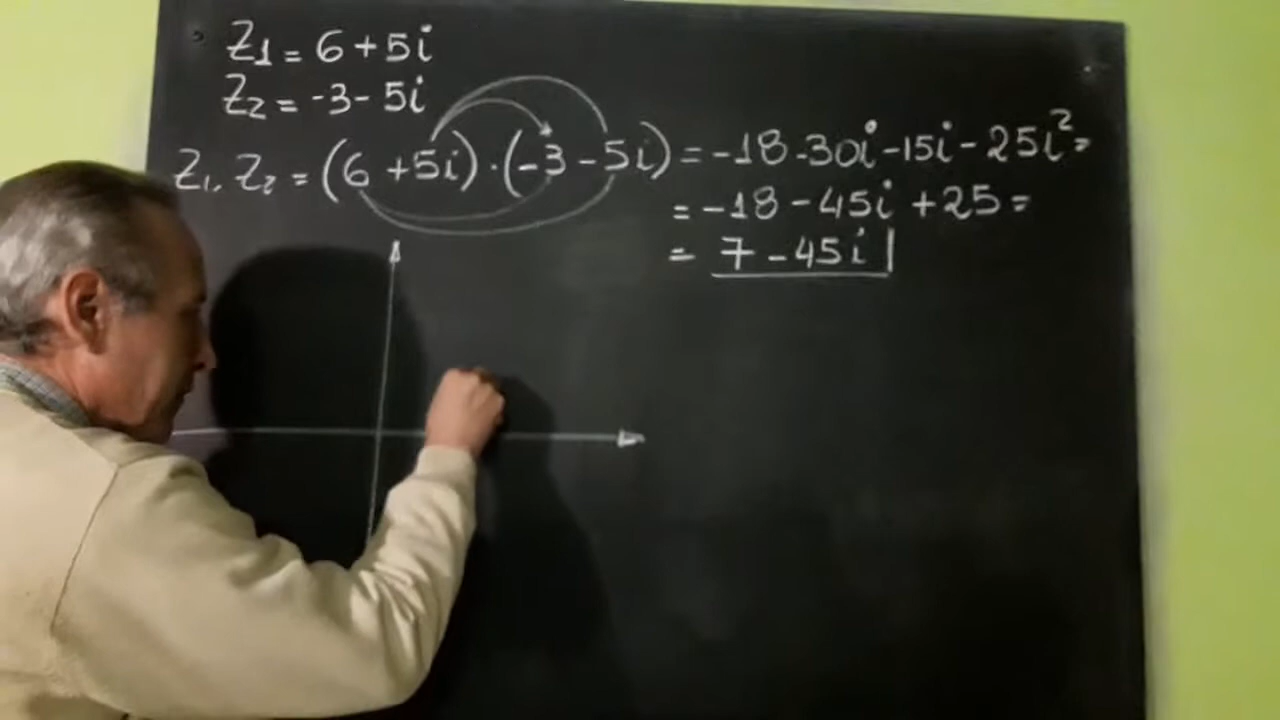 Z1 = 6 + 5i
Z2 = -3 - 5i
Z1. Z2 = (6 + 5i) · (-3 - 5i) = -18 - 30i - 15i - 25i² =
= -18 - 45i + 25 =
= 7 - 45i